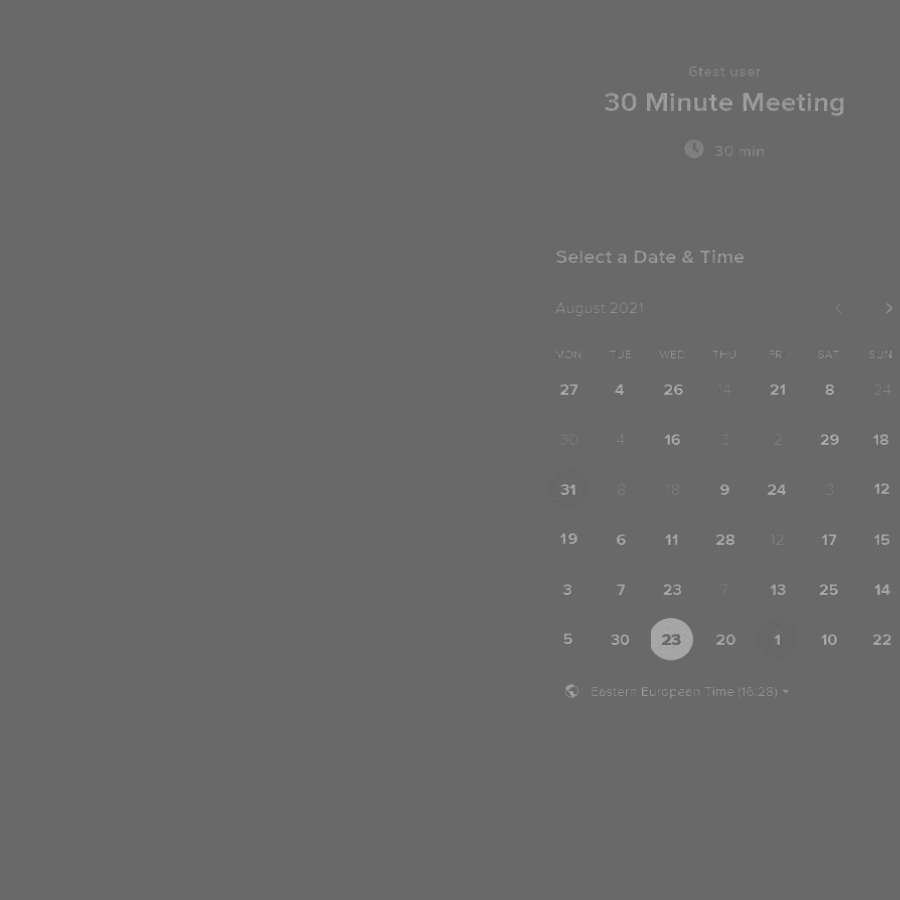 6test user
30 Minute Meeting
30 min
Select a Date & Time
August 2021
MON TUE WED THU FRI SAT SUN
27 4 26 14 21 8 24
30 4 16 3 2 29 18
31 8 18 9 24 3 12
19 6 11 28 12 17 15
3 7 23 7 13 25 14
5 30 23 20 1 10 22
Eastern European Time (16:28)